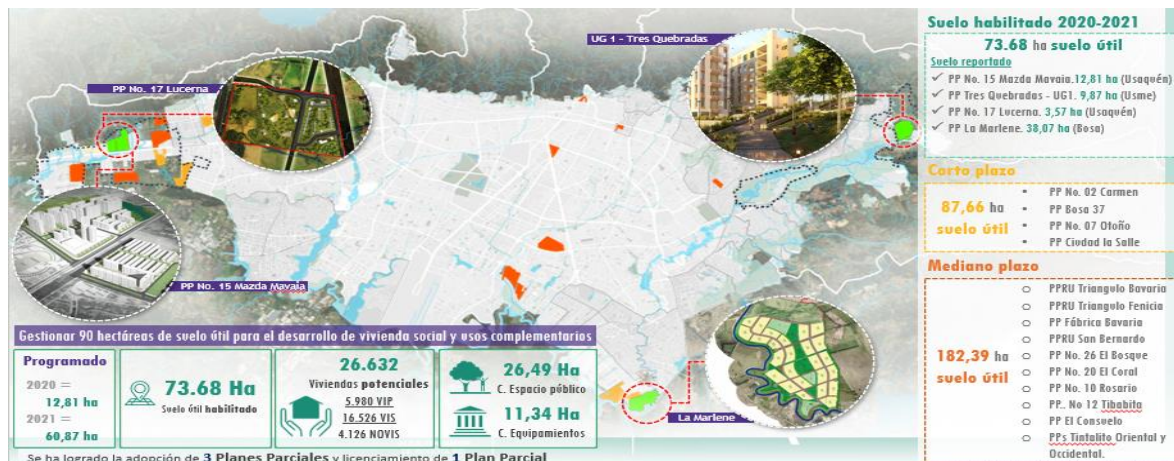 UG 1 - Tres Quebradas
PP No. 17 Lucerna
PP No. 15 Mazda Mavaia
La Marlene
Gestionar 90 hectáreas de suelo útil para el desarrollo de vivienda social y usos complementarios
Programado
2020 =
12,81 ha
2021 =
60,87 ha
73.68 Ha
Suelo útil habilitado
26.632
Viviendas potenciales
5.980 VIP
16.526 VIS
4.126 NOVIS
26,49 Ha
C. Espacio público
11,34 Ha
C. Equipamientos
Se ha logrado la adopción de 3 Planes Parciales y licenciamiento de 1 Plan Parcial
Suelo habilitado 2020-2021
73.68 ha suelo útil
Suelo reportado
✓ PP No. 15 Mazda Mavaia.12,81 ha (Usaquén)
✓ PP Tres Quebradas - UG1. 9,87 ha (Usme)
✓ PP No. 17 Lucerna. 3,57 ha (Usaquén)
✓ PP La Marlene. 38,07 ha (Bosa)
Corto plazo
87,66 ha
suelo útil
• PP No. 02 Carmen
• PP Bosa 37
• PP No. 07 Otoño
• PP Ciudad la Salle
Mediano plazo
182,39 ha
suelo útil
o PPRU Triangulo Bavaria
o PPRU Triangulo Fenicia
o PP Fábrica Bavaria
o PPRU San Bernardo
o PP No. 26 El Bosque
o PP No. 20 El Coral
o PP No. 10 Rosario
o PP.. No 12 Tibabita
o PP El Consuelo
o PPs Tintalito Oriental y
Occidental.